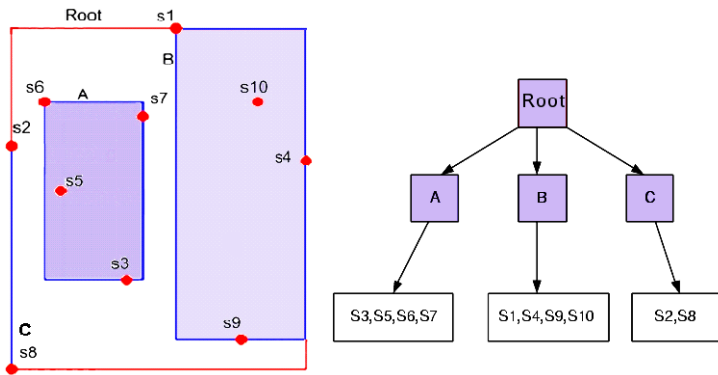 Root
s1
B
s6
A
s7
s10
s2
s4
s5
s3
C
s9
s8
Root
A
B
C
S3,S5,S6,S7
S1,S4,S9,S10
S2,S8